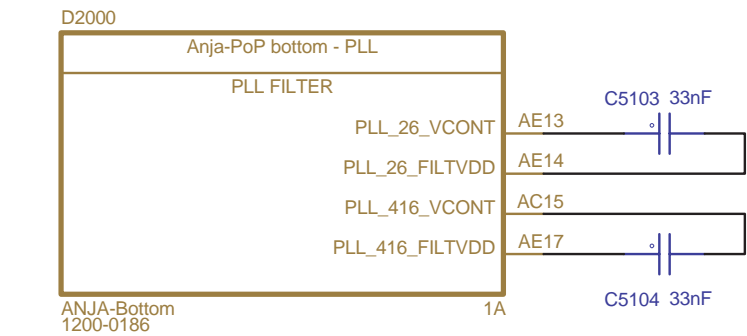 D2000
Anja-PoP bottom - PLL
PLL FILTER
C5103 33nF
PLL_26_VCONT AE13
PLL_26_FILTVDD AE14
PLL_416_VCONT AC15
PLL_416_FILTVDD AE17
C5104 33nF
ANJA-Bottom 1A
1200-0186